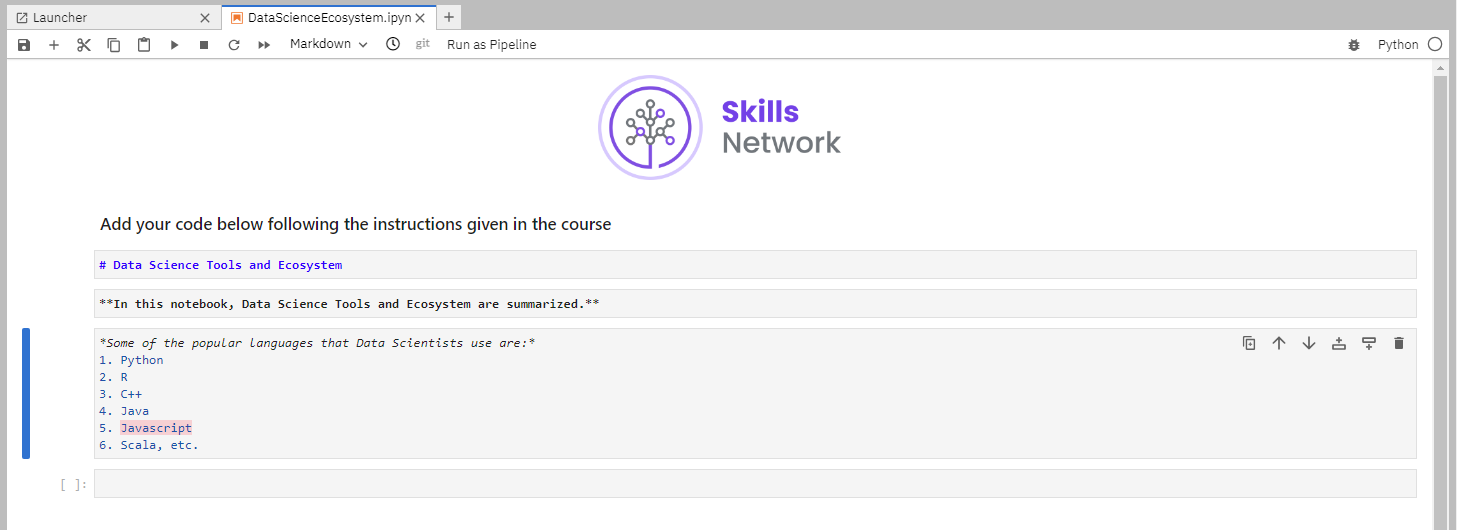 Launcher
DataScienceEcosystem.ipyn
Markdown
git
Run as Pipeline
Python
Skills
Network
Add your code below following the instructions given in the course
# Data Science Tools and Ecosystem
**In this notebook, Data Science Tools and Ecosystem are summarized.**
*Some of the popular languages that Data Scientists use are:*
1. Python
2. R
3. C++
4. Java
5. Javascript
6. Scala, etc.
[ ]: